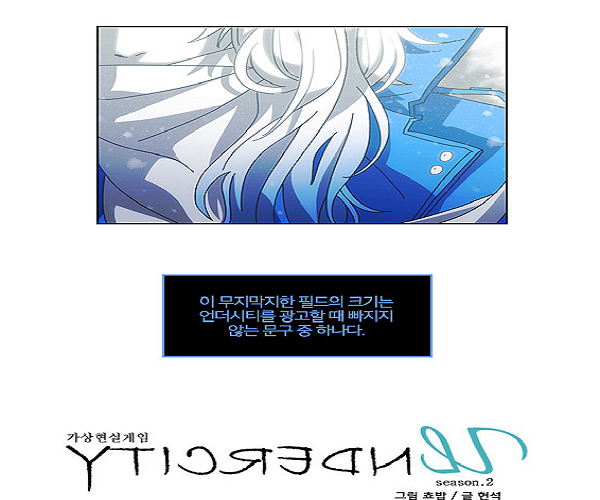 이 무지막지한 필드의 크기는
언더시티를 광고할 때 빠지지
않는 문구 중 하나다.
가상현실게임
UNDERCITY
season.2
그림 쵸밥 / 글 현석